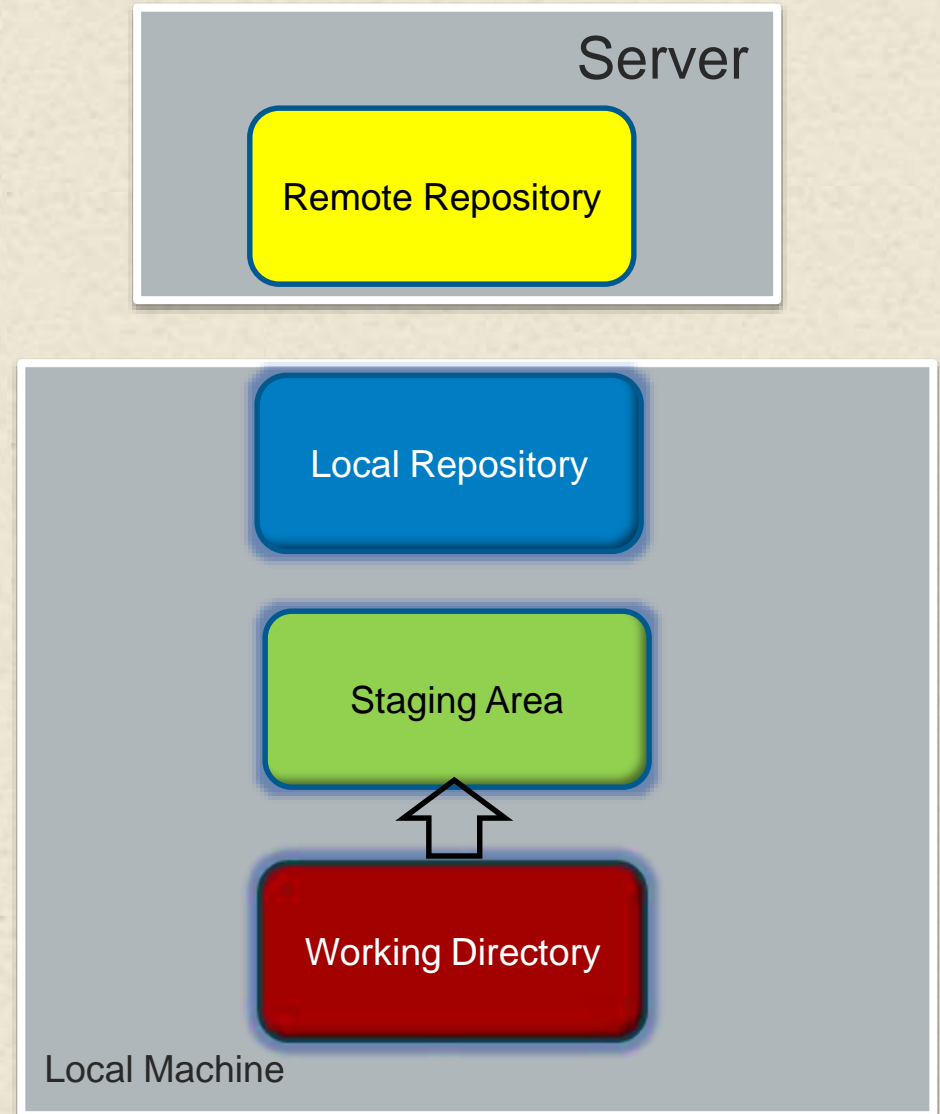 Server
Remote Repository
Local Repository
Staging Area
Working Directory
Local Machine